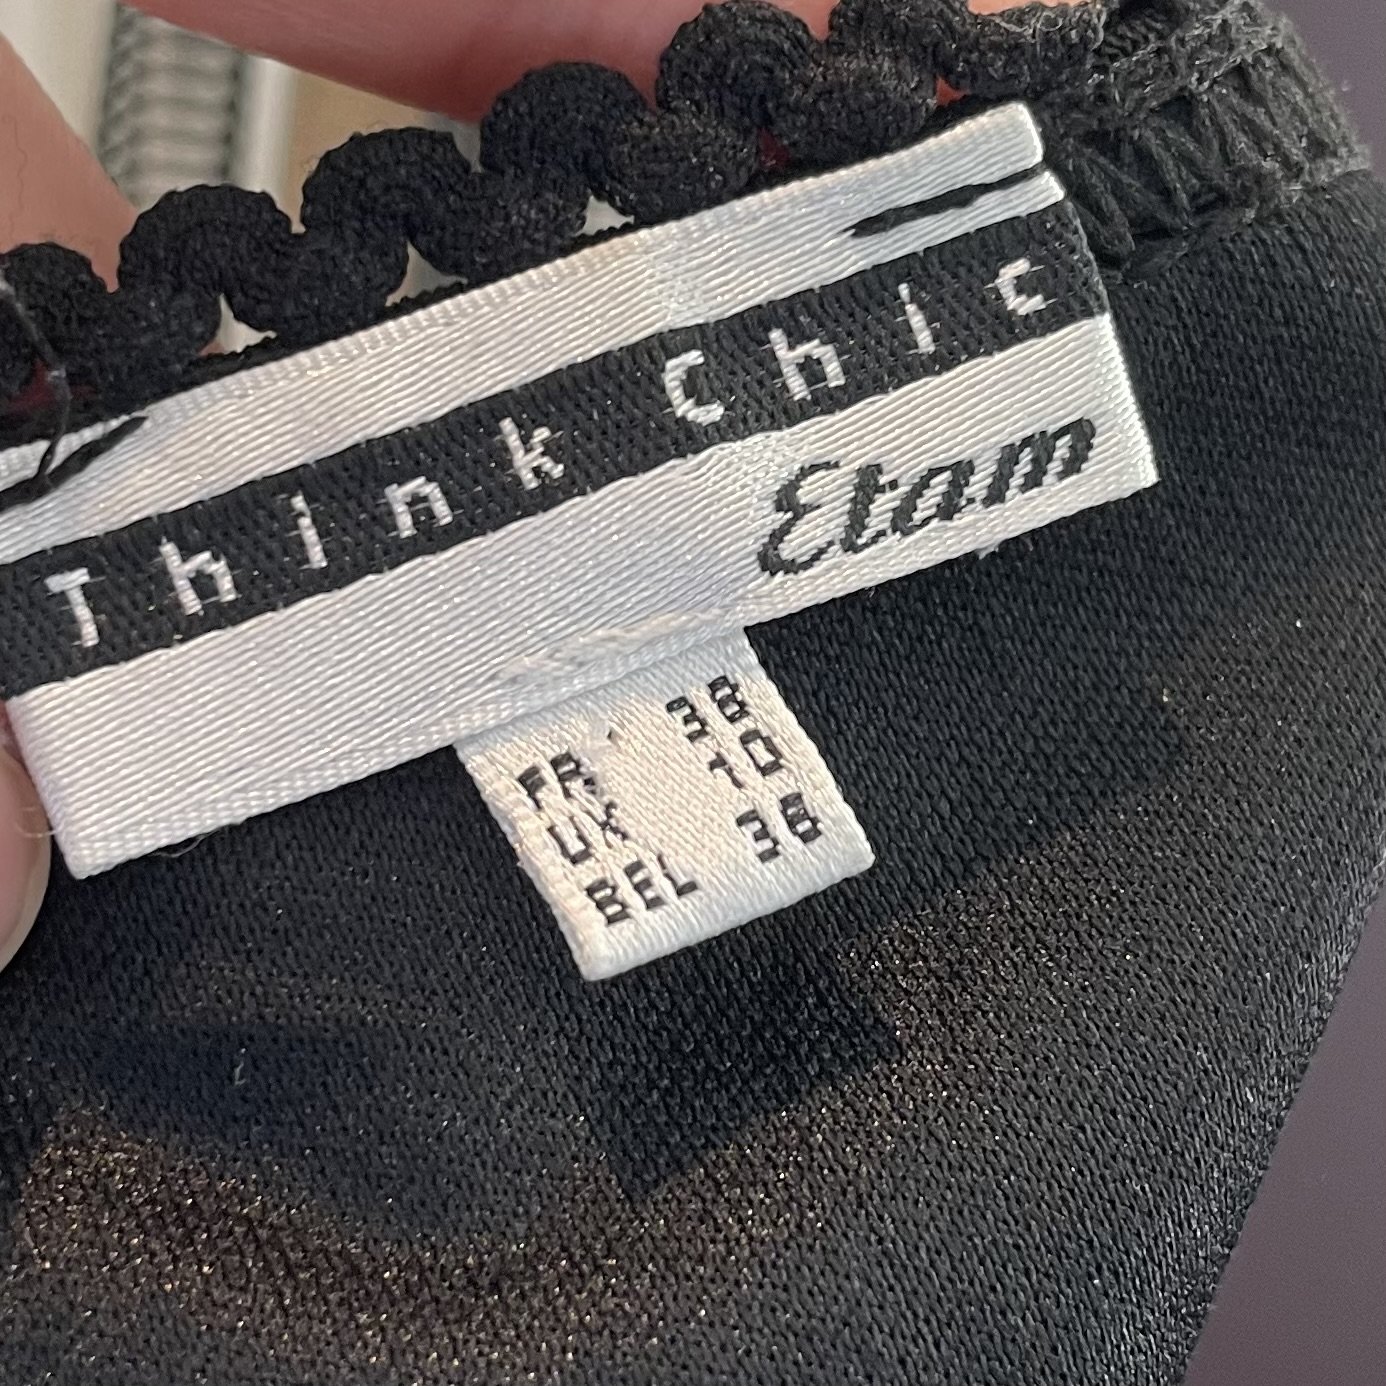 Think Chic
Etam
FR. 38
UK 10
BEL 38